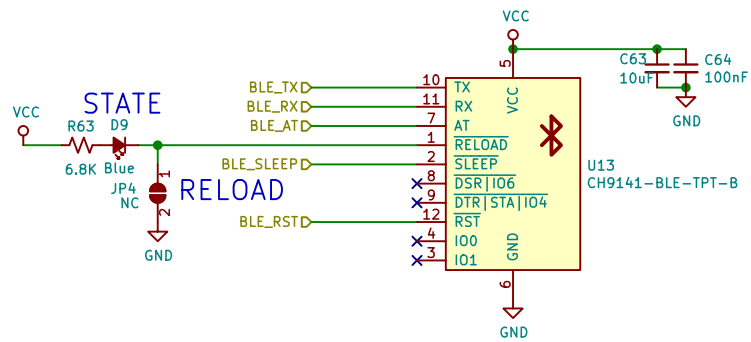 VCC
VCC
C63
10uF
C64
100nF
GND
5
VCC
BLE_TX
10
TX
BLE_RX
11
RX
BLE_AT
7
AT
VCC
STATE
R63
6.8K
D9
Blue
1
RELOAD
BLE_SLEEP
2
SLEEP
8
DSR|IO6
9
DTR|STA|IO4
BLE_RST
12
RST
4
IO0
3
IO1
GND
6
GND
U13
CH9141-BLE-TPT-B
JP4
NC
1
2
RELOAD
GND